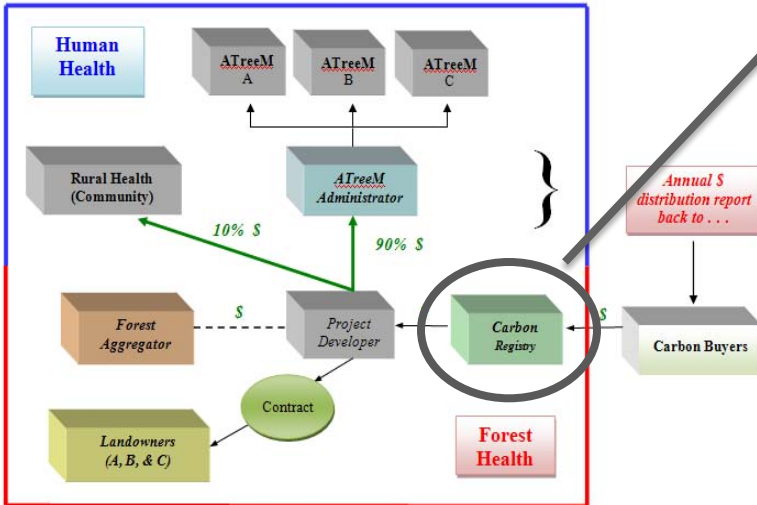 Human
Health
ATreeM
A
ATreeM
B
ATreeM
C
Rural Health
(Community)
ATreeM
Administrator
}
Annual $
distribution report
back to . . .
10% $
90% $
Forest
Aggregator
$
Project
Developer
Carbon
Registry
$
Carbon Buyers
Contract
Landowners
(A, B, & C)
Forest
Health